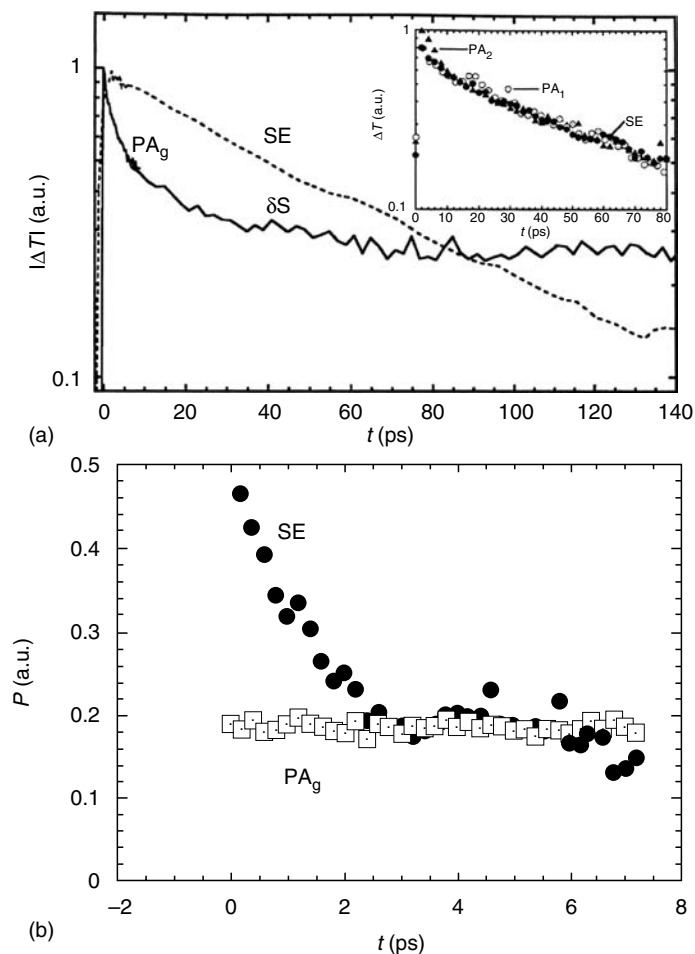 1
|ΔT| (a.u.)
0.1
0 20 40 60 80 100 120 140
t (ps)
(a)
SE
PAg
δS
1
ΔT (a.u.)
0.1
0 10 20 30 40 50 60 70 80
t (ps)
PA2
PA1
SE
0.5
0.4
0.3
0.2
0.1
0
P (a.u.)
SE
PAg
−2 0 2 4 6 8
t (ps)
(b)